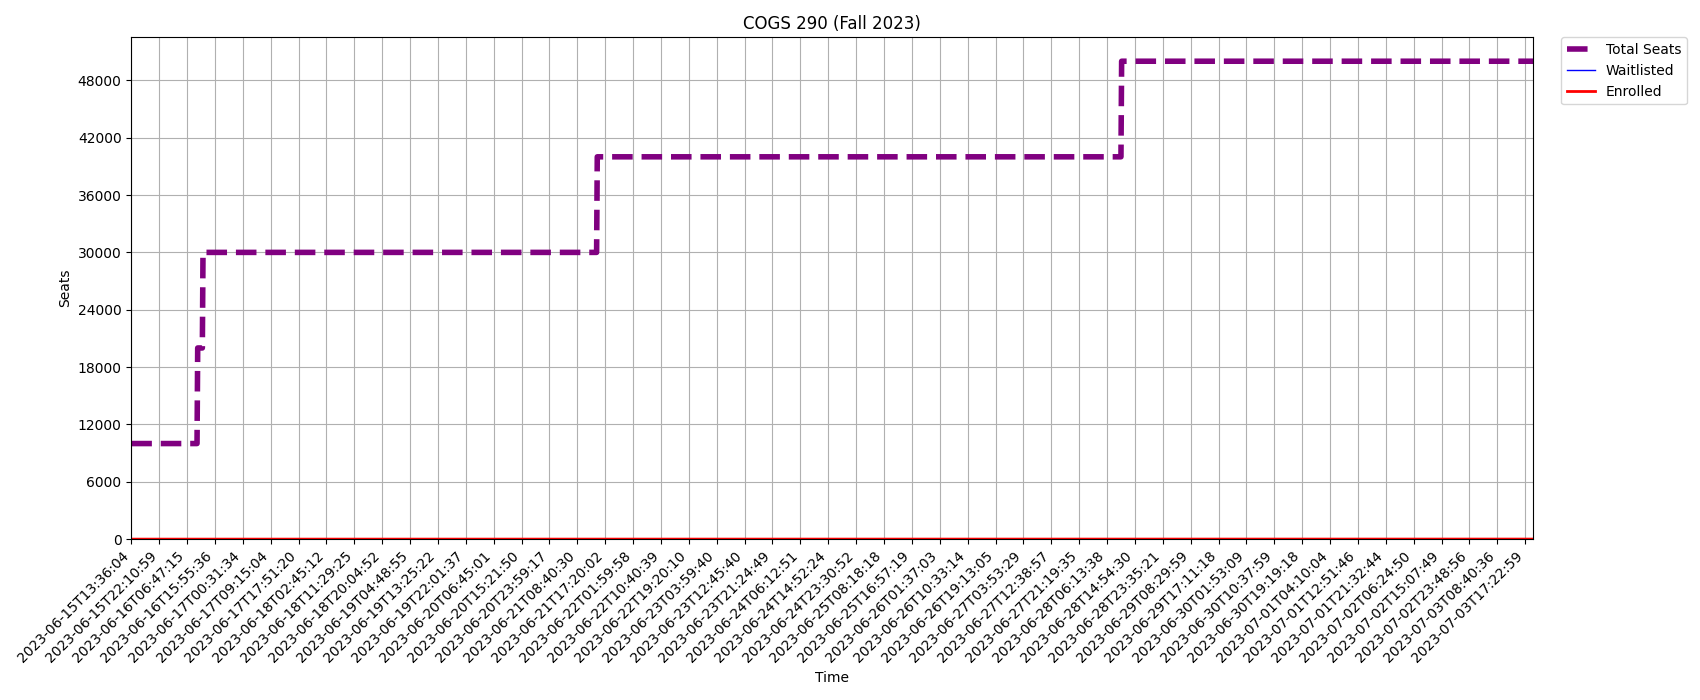 COGS 290 (Fall 2023)
Total Seats
Waitlisted
Enrolled
48000
42000
36000
30000
24000
18000
12000
6000
0
Seats
2023-06-15T13:36:04
2023-06-15T22:10:59
2023-06-16T06:47:15
2023-06-16T15:55:36
2023-06-17T00:31:34
2023-06-17T09:15:04
2023-06-17T17:51:20
2023-06-18T02:45:12
2023-06-18T11:29:25
2023-06-18T20:04:52
2023-06-19T04:48:55
2023-06-19T13:25:22
2023-06-19T22:01:37
2023-06-20T06:45:01
2023-06-20T15:21:50
2023-06-20T23:59:17
2023-06-21T08:40:30
2023-06-21T17:20:02
2023-06-22T01:59:58
2023-06-22T10:40:39
2023-06-22T19:20:10
2023-06-23T03:59:40
2023-06-23T12:45:40
2023-06-23T21:24:49
2023-06-24T06:12:51
2023-06-24T14:52:24
2023-06-24T23:30:52
2023-06-25T08:18:18
2023-06-25T16:57:19
2023-06-26T01:37:03
2023-06-26T10:33:14
2023-06-26T19:13:05
2023-06-27T03:53:29
2023-06-27T12:38:57
2023-06-27T21:19:35
2023-06-28T06:13:38
2023-06-28T14:54:30
2023-06-28T23:35:21
2023-06-29T08:29:59
2023-06-29T17:11:18
2023-06-30T01:53:09
2023-06-30T10:37:59
2023-06-30T19:19:18
2023-07-01T04:10:04
2023-07-01T12:51:46
2023-07-01T21:32:44
2023-07-02T06:24:50
2023-07-02T15:07:49
2023-07-02T23:48:56
2023-07-03T08:40:36
2023-07-03T17:22:59
Time